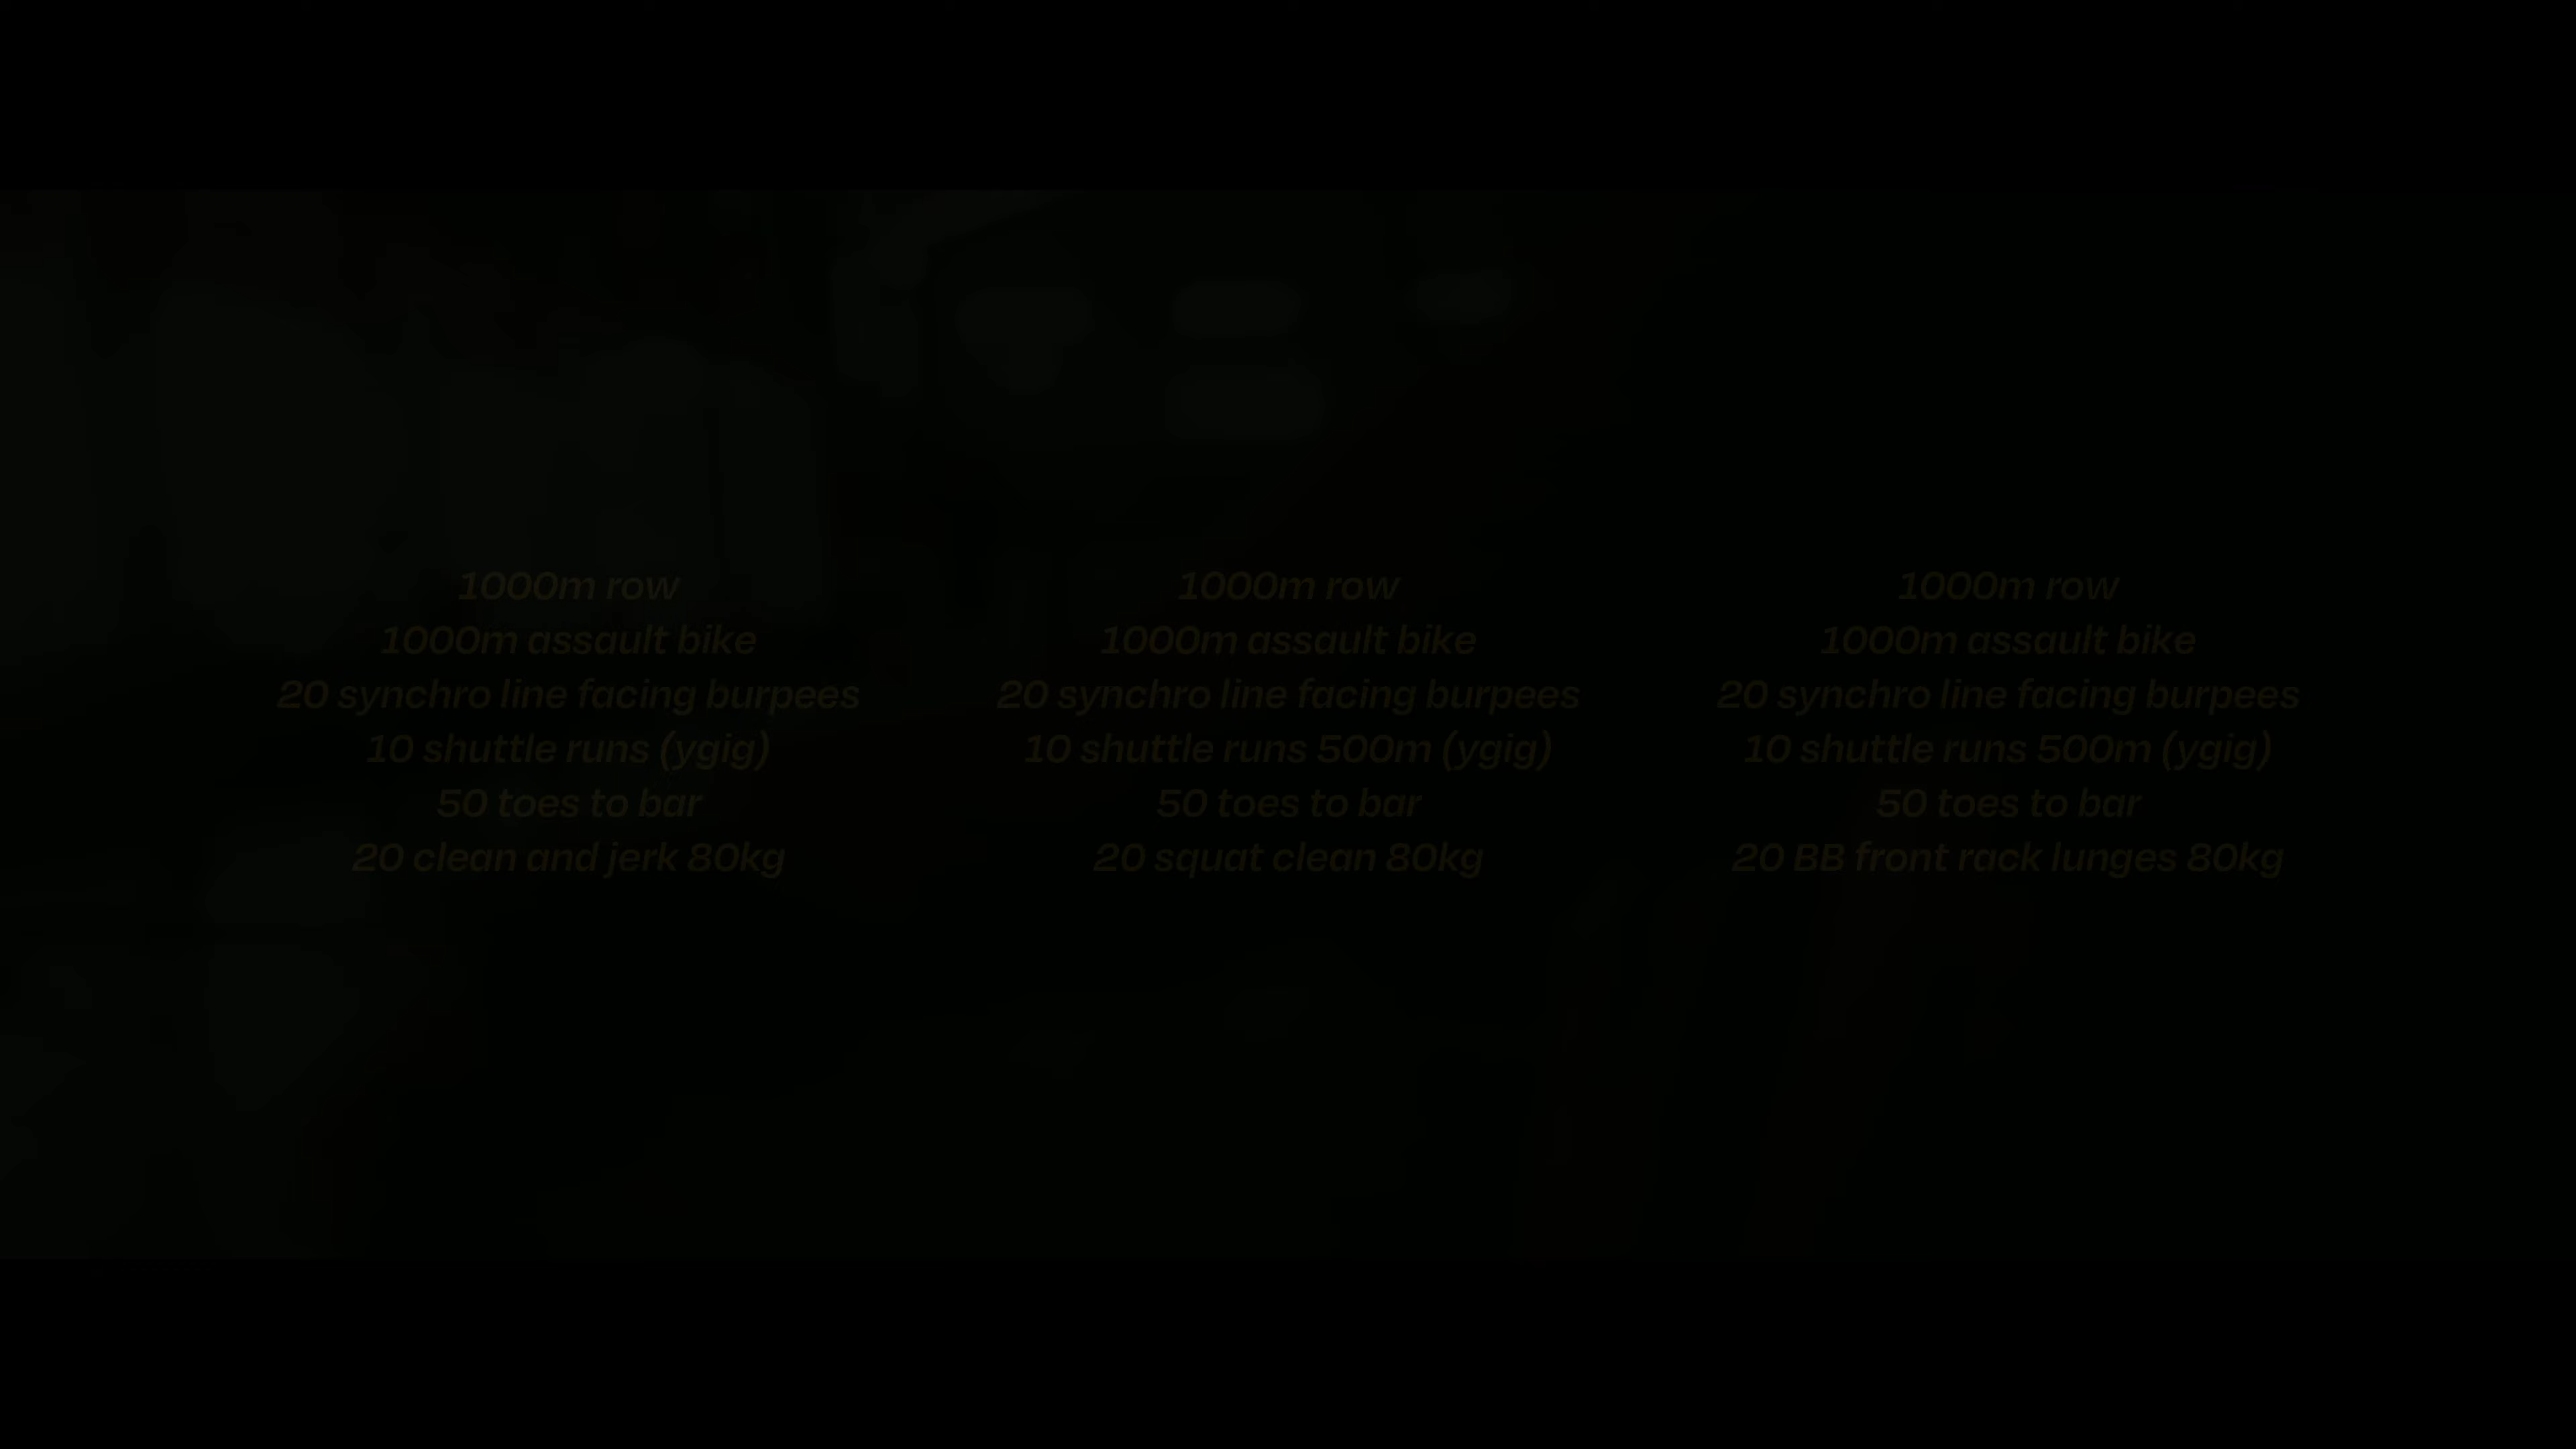 1000m row
1000m assault bike
20 synchro line facing burpees
10 shuttle runs (ygig)
50 toes to bar
20 clean and jerk 80kg
1000m row
1000m assault bike
20 synchro line facing burpees
10 shuttle runs 500m (ygig)
50 toes to bar
20 squat clean 80kg
1000m row
1000m assault bike
20 synchro line facing burpees
10 shuttle runs 500m (ygig)
50 toes to bar
20 BB front rack lunges 80kg